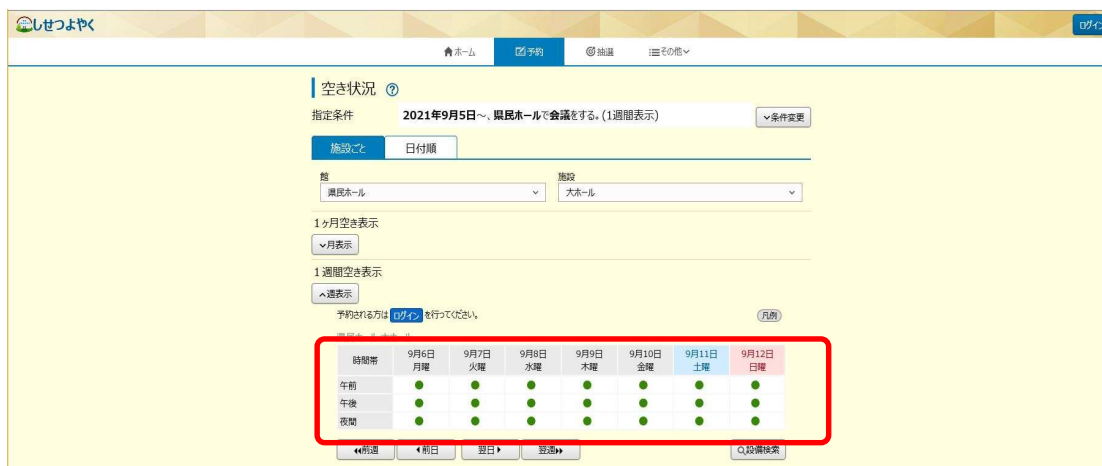 しせつよやく
ログイン
ホーム 予約 抽選 その他
空き状況 ?
指定条件 2021年9月5日～、県民ホールで会議をする。(1週間表示) 条件変更
施設ごと 日付順
館 施設
県民ホール 大ホール
1ヶ月空き表示
月表示
1週間空き表示
週表示
予約される方は ログイン を行ってください。 凡例
県民ホール 大ホール
時間帯 9月6日 月曜 9月7日 火曜 9月8日 水曜 9月9日 木曜 9月10日 金曜 9月11日 土曜 9月12日 日曜
午前
午後
夜間
前週 前日 翌日 翌週 設備検索